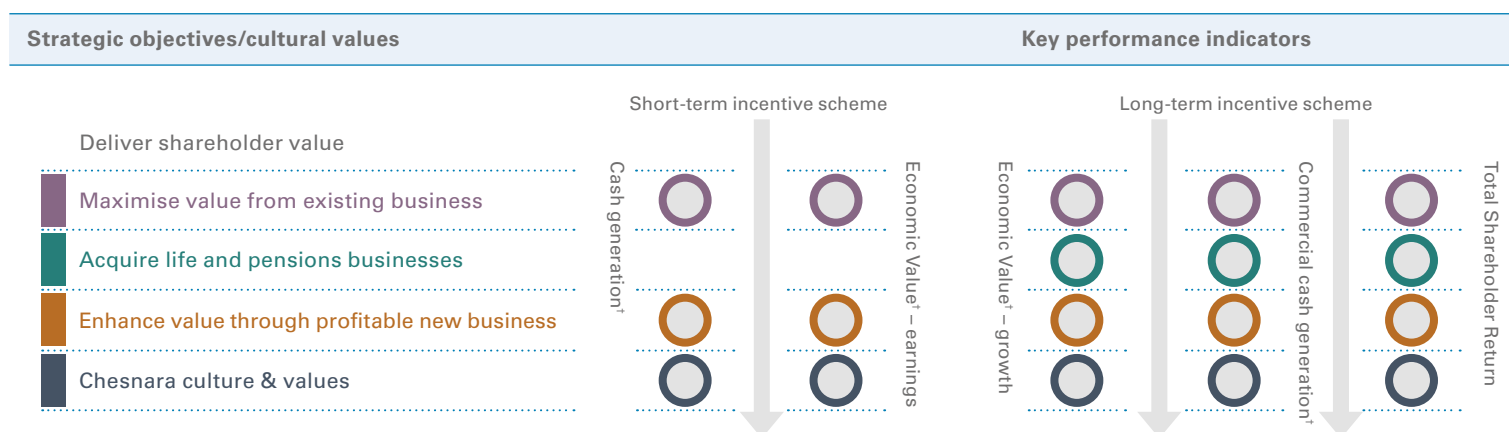 Strategic objectives/cultural values
Key performance indicators
Short-term incentive scheme
Long-term incentive scheme
Deliver shareholder value
Maximise value from existing business
Acquire life and pensions businesses
Enhance value through profitable new business
Chesnara culture & values
Cash generation†
Economic Value† – earnings
Economic Value† – growth
Commercial cash generation†
Total Shareholder Return